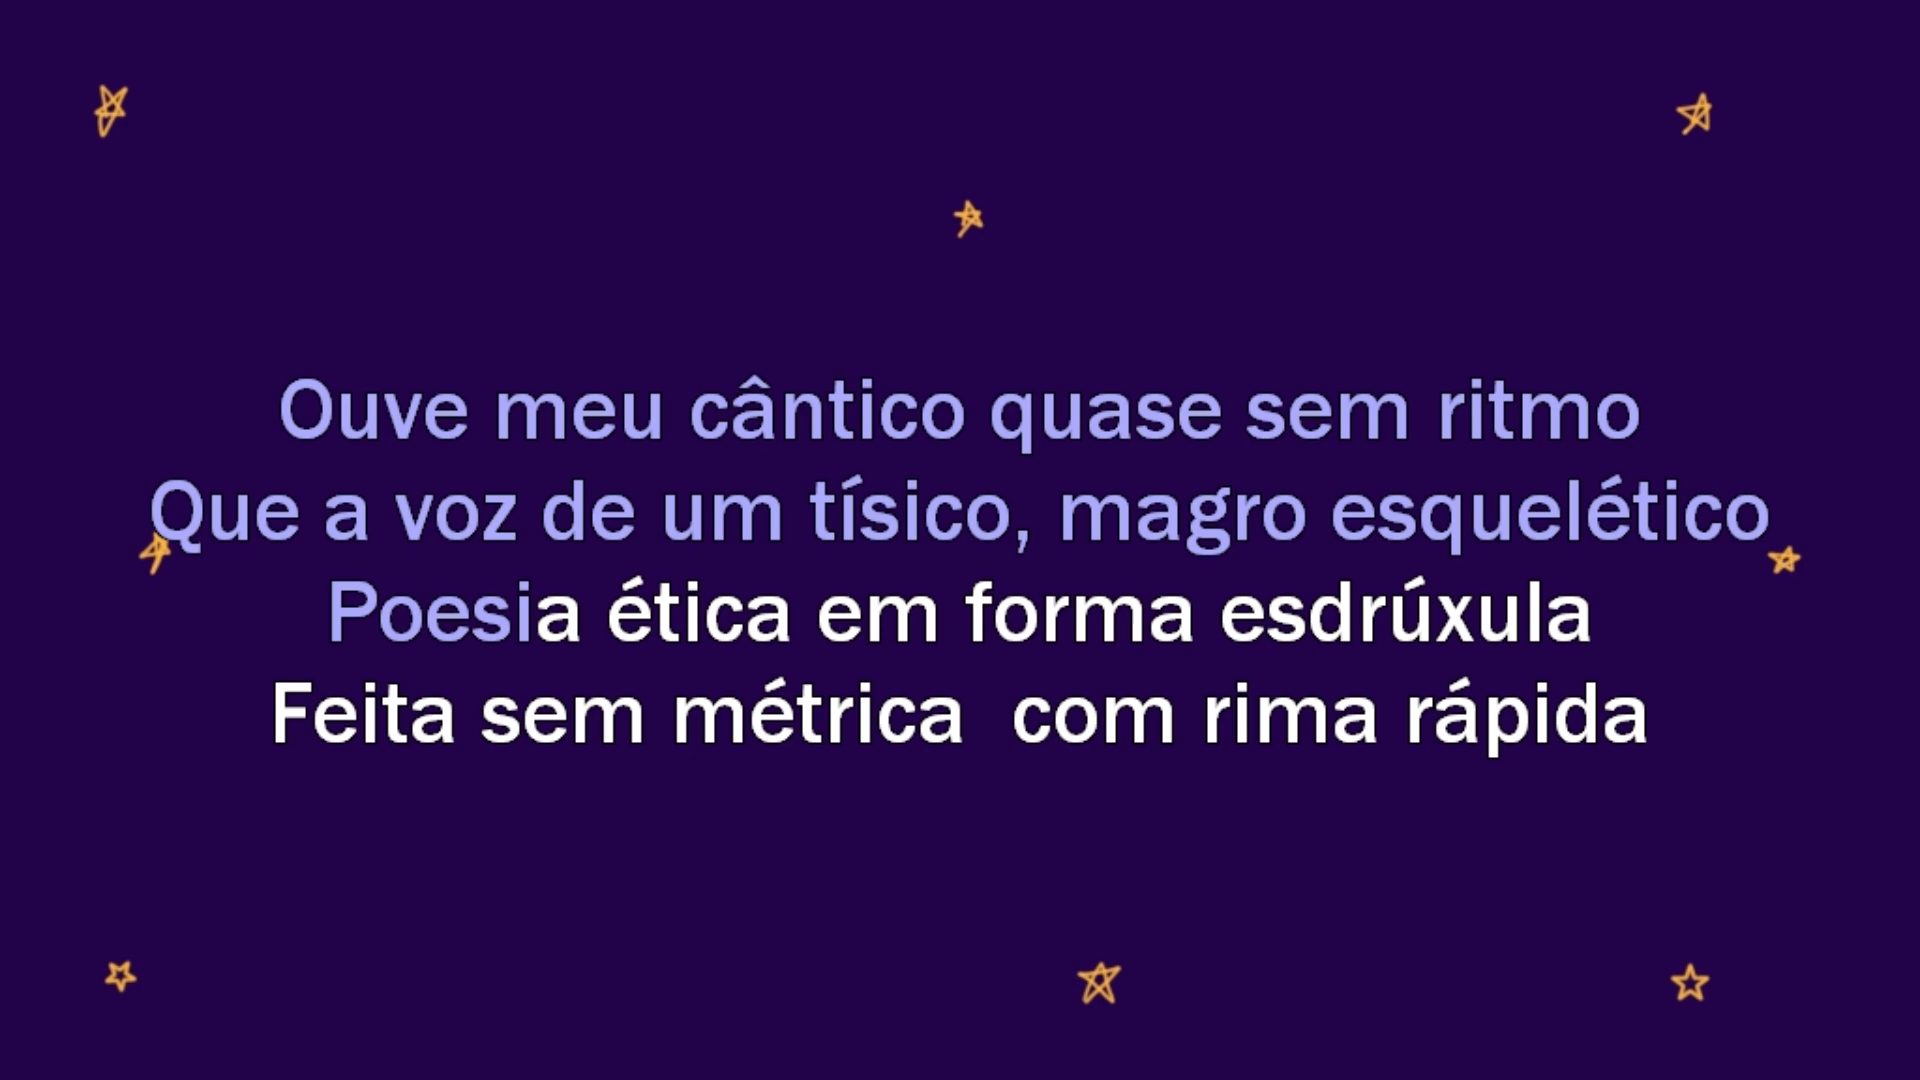 Ouve meu cântico quase sem ritmo
Que a voz de um tísico, magro esquelético
Poesia ética em forma esdrúxula
Feita sem métrica  com rima rápida